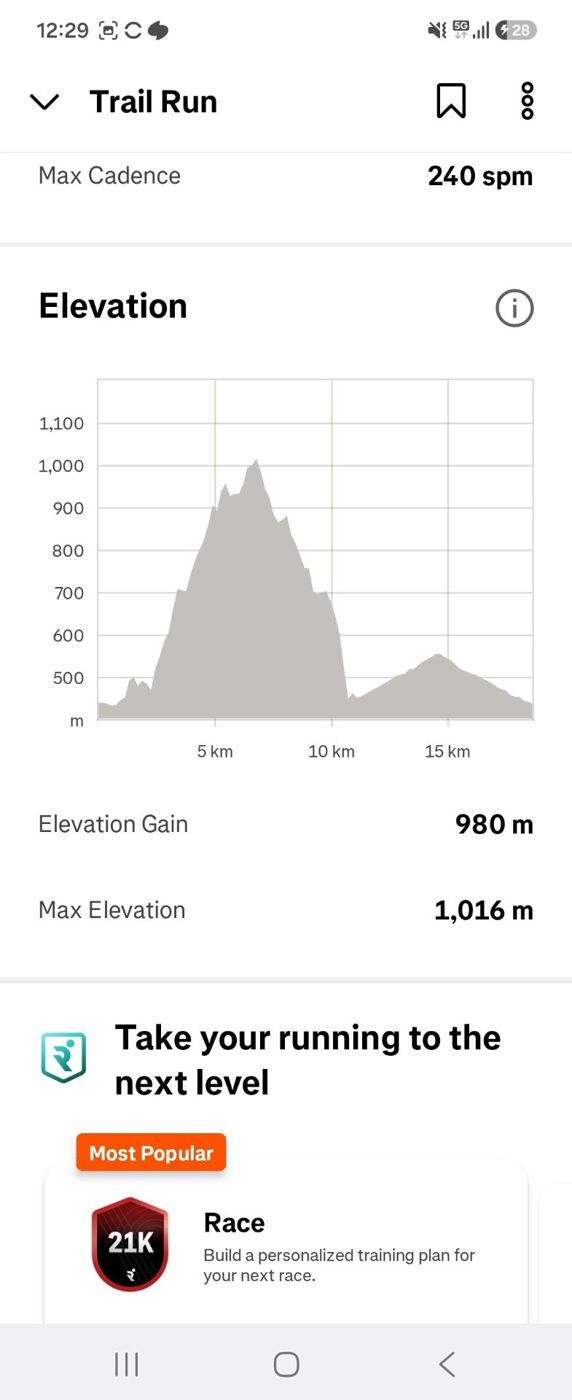 12:29
5G
28
Trail Run
Max Cadence
240 spm
Elevation
1,100
1,000
900
800
700
600
500
m
5 km
10 km
15 km
Elevation Gain
980 m
Max Elevation
1,016 m
Take your running to the
next level
Most Popular
21K
Race
Build a personalized training plan for
your next race.